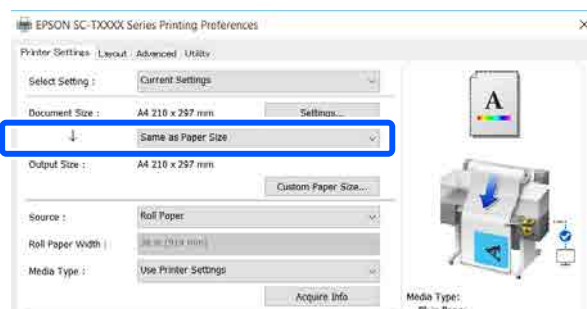 EPSON SC-TXXXX Series Printing Preferences
Printer Settings Layout Advanced Utility
Select Setting : Current Settings
Document Size : A4 210 x 297 mm Settings...
↓ Same as Paper Size
Output Size : A4 210 x 297 mm
Custom Paper Size...
Source : Roll Paper
Roll Paper Width :
Media Type : Use Printer Settings
Acquire Info
Media Type:
A